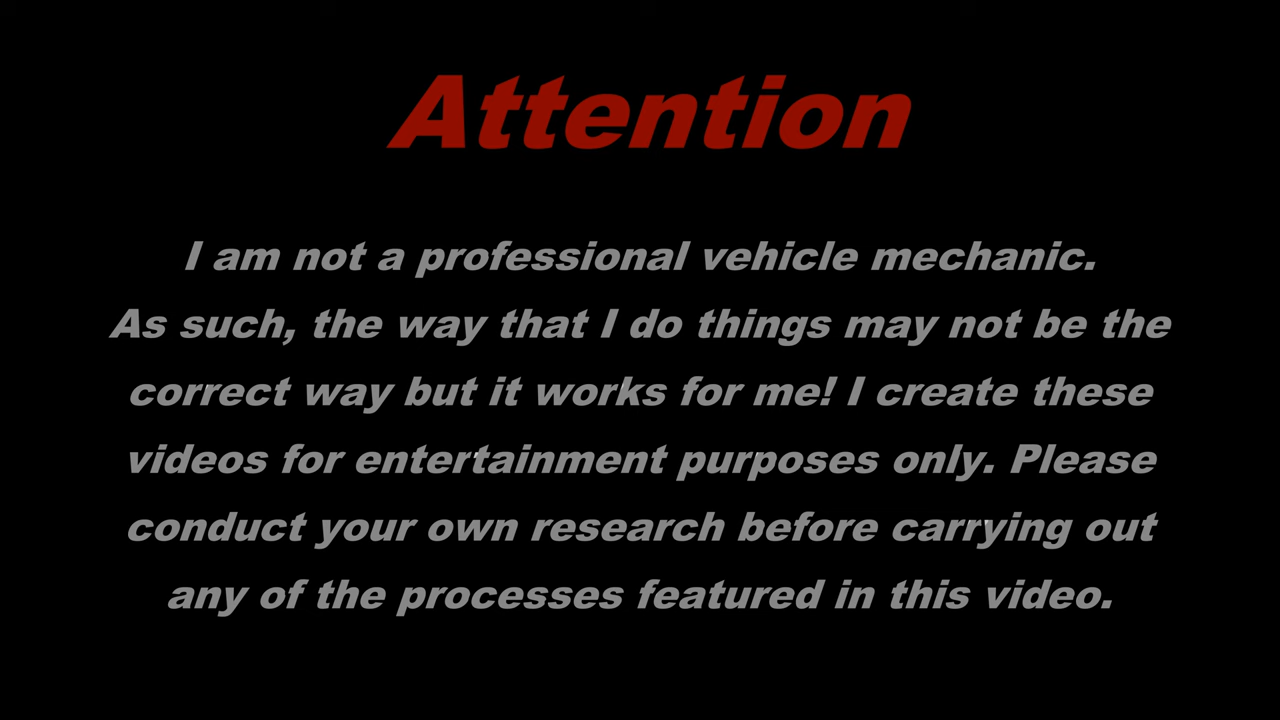 Attention
I am not a professional vehicle mechanic.
As such, the way that I do things may not be the
correct way but it works for me! I create these
videos for entertainment purposes only. Please
conduct your own research before carrying out
any of the processes featured in this video.